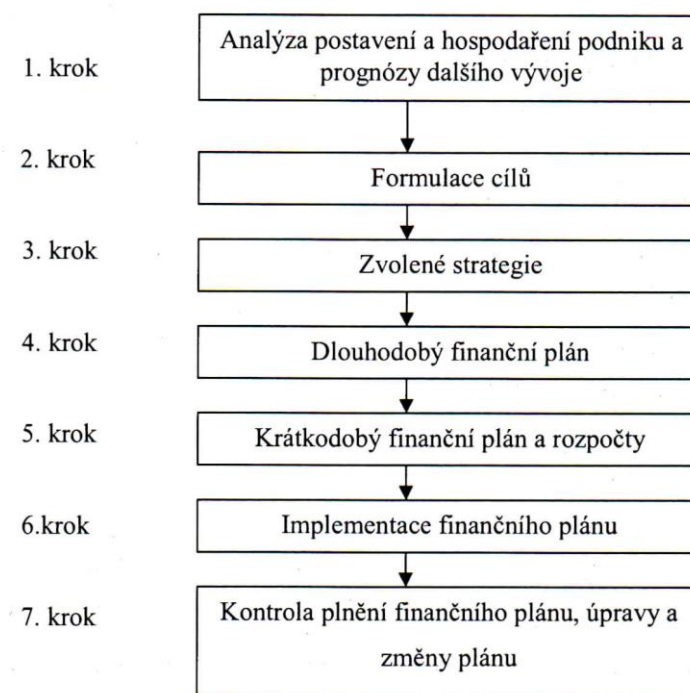 1. krok
Analýza postavení a hospodaření podniku a
prognózy dalšího vývoje
2. krok
Formulace cílů
3. krok
Zvolené strategie
4. krok
Dlouhodobý finanční plán
5. krok
Krátkodobý finanční plán a rozpočty
6.krok
Implementace finančního plánu
7. krok
Kontrola plnění finančního plánu, úpravy a
změny plánu